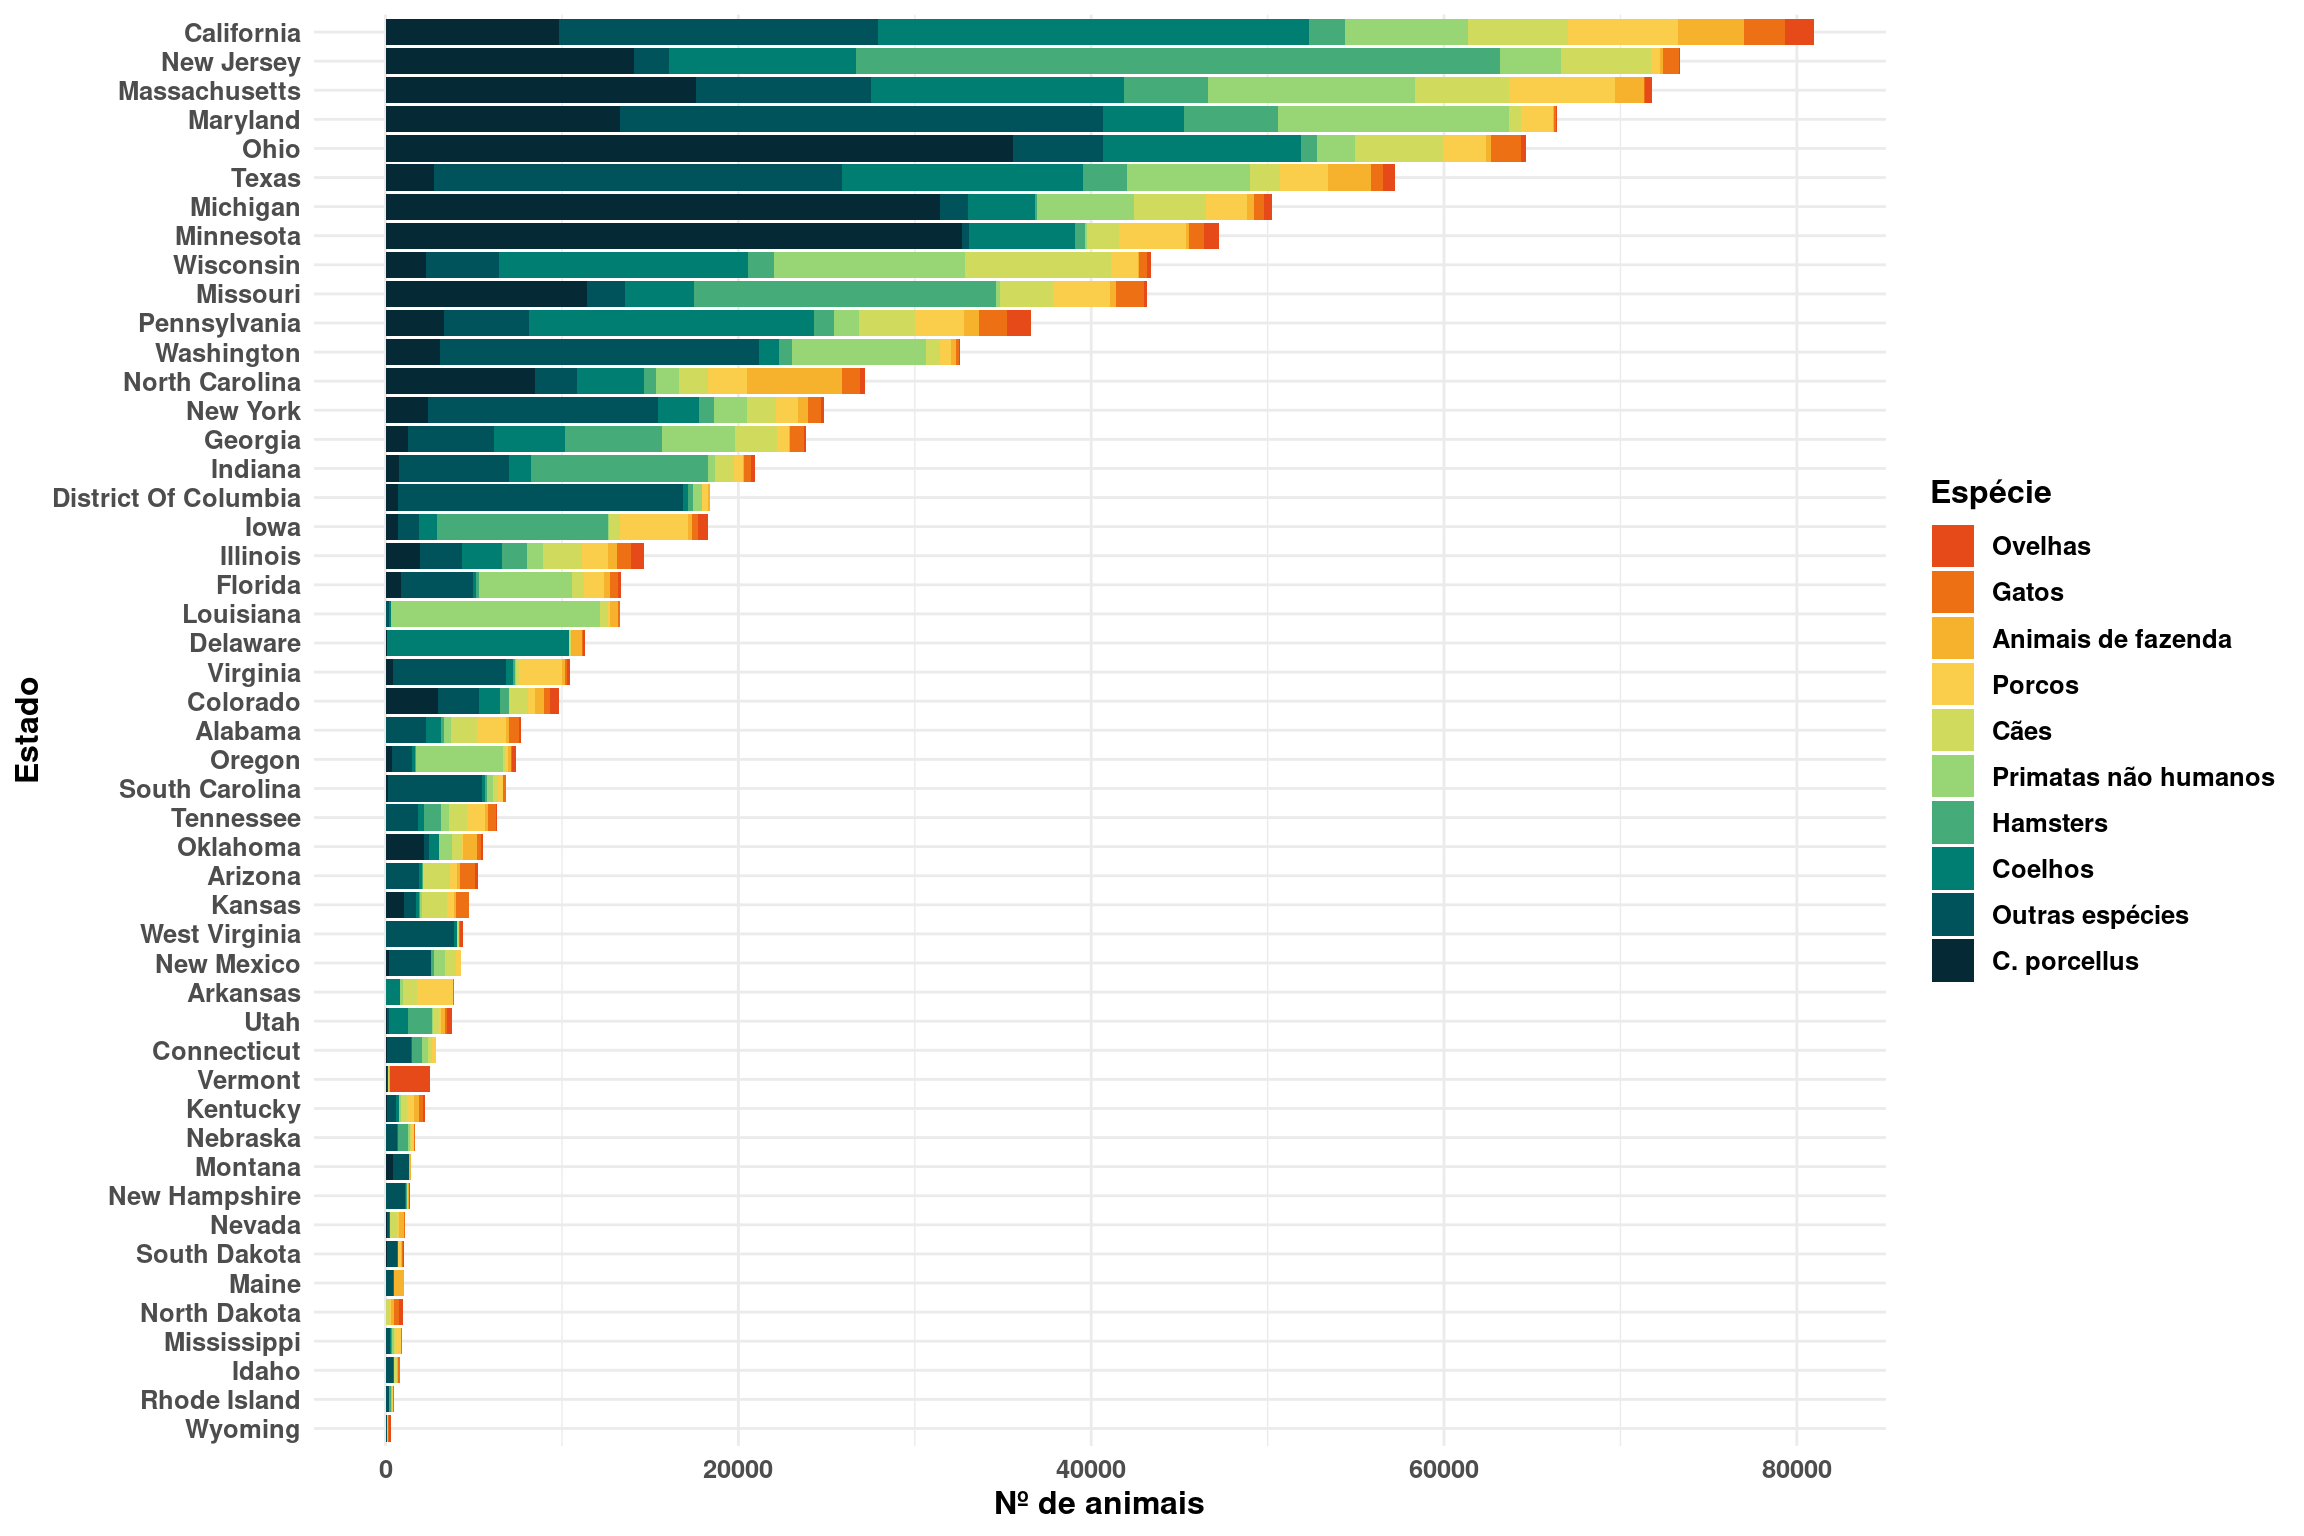 California
New Jersey
Massachusetts
Maryland
Ohio
Texas
Michigan
Minnesota
Wisconsin
Missouri
Pennsylvania
Washington
North Carolina
New York
Georgia
Indiana
District Of Columbia
Iowa
Illinois
Florida
Louisiana
Delaware
Virginia
Colorado
Alabama
Oregon
South Carolina
Tennessee
Oklahoma
Arizona
Kansas
West Virginia
New Mexico
Arkansas
Utah
Connecticut
Vermont
Kentucky
Nebraska
Montana
New Hampshire
Nevada
South Dakota
Maine
North Dakota
Mississippi
Idaho
Rhode Island
Wyoming
Estado
0 20000 40000 60000 80000
Nº de animais
Espécie
Ovelhas
Gatos
Animais de fazenda
Porcos
Cães
Primatas não humanos
Hamsters
Coelhos
Outras espécies
C. porcellus